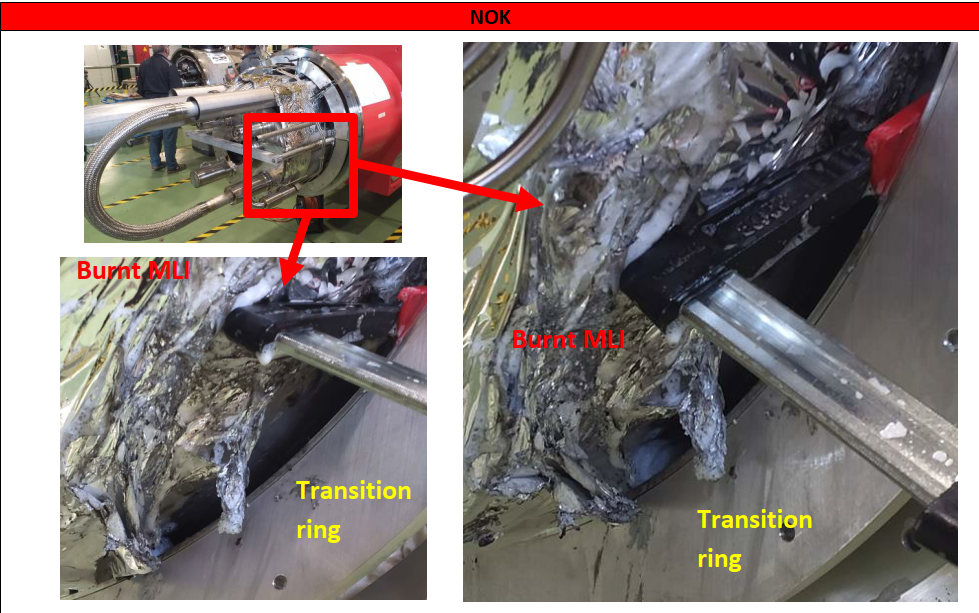 NOK
Burnt MLI
Burnt MLI
Transition
ring
Transition
ring